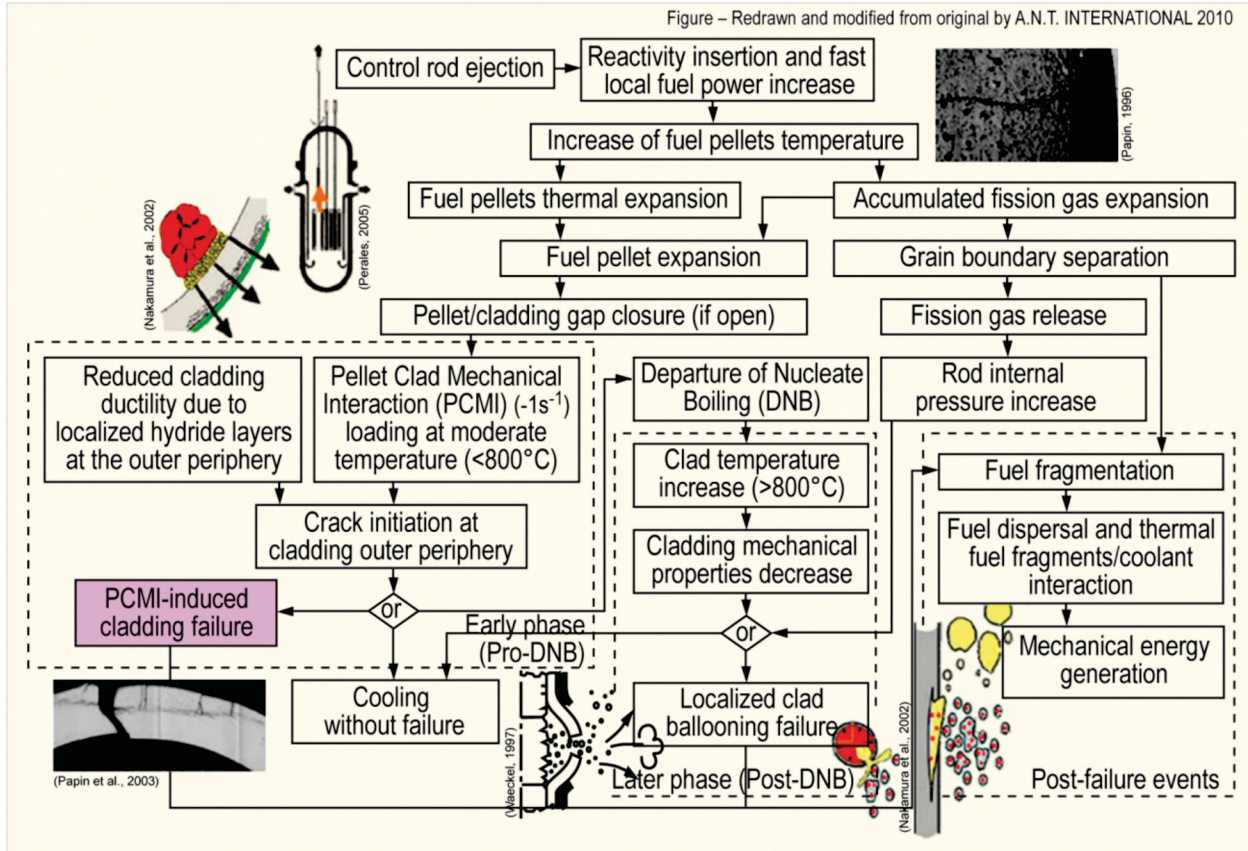 Figure – Redrawn and modified from original by A.N.T. INTERNATIONAL 2010
Control rod ejection
Reactivity insertion and fast
local fuel power increase
(Papin, 1996)
Increase of fuel pellets temperature
Fuel pellets thermal expansion
Accumulated fission gas expansion
(Nakamura et al., 2002)
(Perales, 2005)
Fuel pellet expansion
Grain boundary separation
Pellet/cladding gap closure (if open)
Fission gas release
Reduced cladding
ductility due to
localized hydride layers
at the outer periphery
Pellet Clad Mechanical
Interaction (PCMI) (-1s⁻¹)
loading at moderate
temperature (<800°C)
Departure of Nucleate
Boiling (DNB)
Rod internal
pressure increase
Clad temperature
increase (>800°C)
Fuel fragmentation
Crack initiation at
cladding outer periphery
Cladding mechanical
properties decrease
Fuel dispersal and thermal
fuel fragments/coolant
interaction
PCMI-induced
cladding failure
or
Early phase
(Pro-DNB)
or
Mechanical energy
generation
Cooling
without failure
Localized clad
ballooning failure
(Papin et al., 2003)
(Waeckel, 1997)
Later phase (Post-DNB)
(Nakamura et al., 2002)
Post-failure events